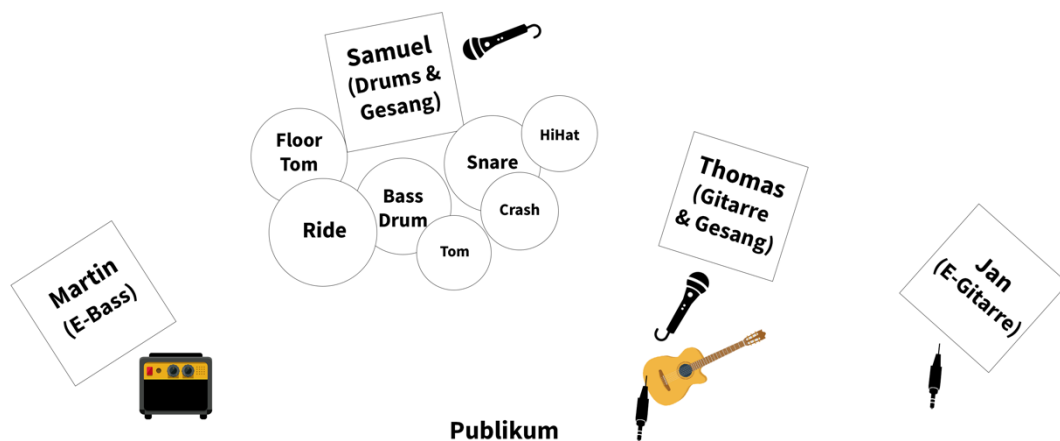 Samuel
(Drums &
Gesang)
Floor
Tom
Ride
Bass
Drum
Tom
Snare
Crash
HiHat
Thomas
(Gitarre
& Gesang)
Martin
(E-Bass)
Jan
(E-Gitarre)
Publikum